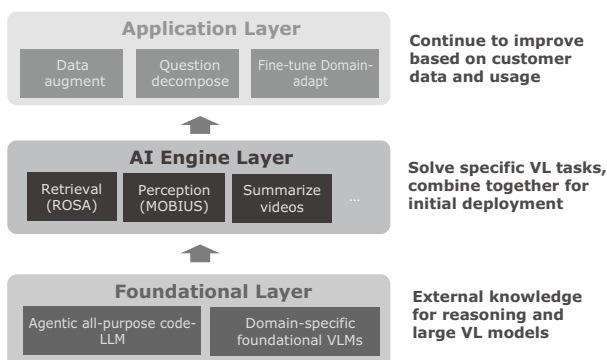 Application Layer
Data
augment
Question
decompose
Fine-tune Domain-
adapt
Continue to improve
based on customer
data and usage
AI Engine Layer
Retrieval
(ROSA)
Perception
(MOBIUS)
Summarize
videos
...
Solve specific VL tasks,
combine together for
initial deployment
Foundational Layer
Agentic all-purpose code-
LLM
Domain-specific
foundational VLMs
External knowledge
for reasoning and
large VL models